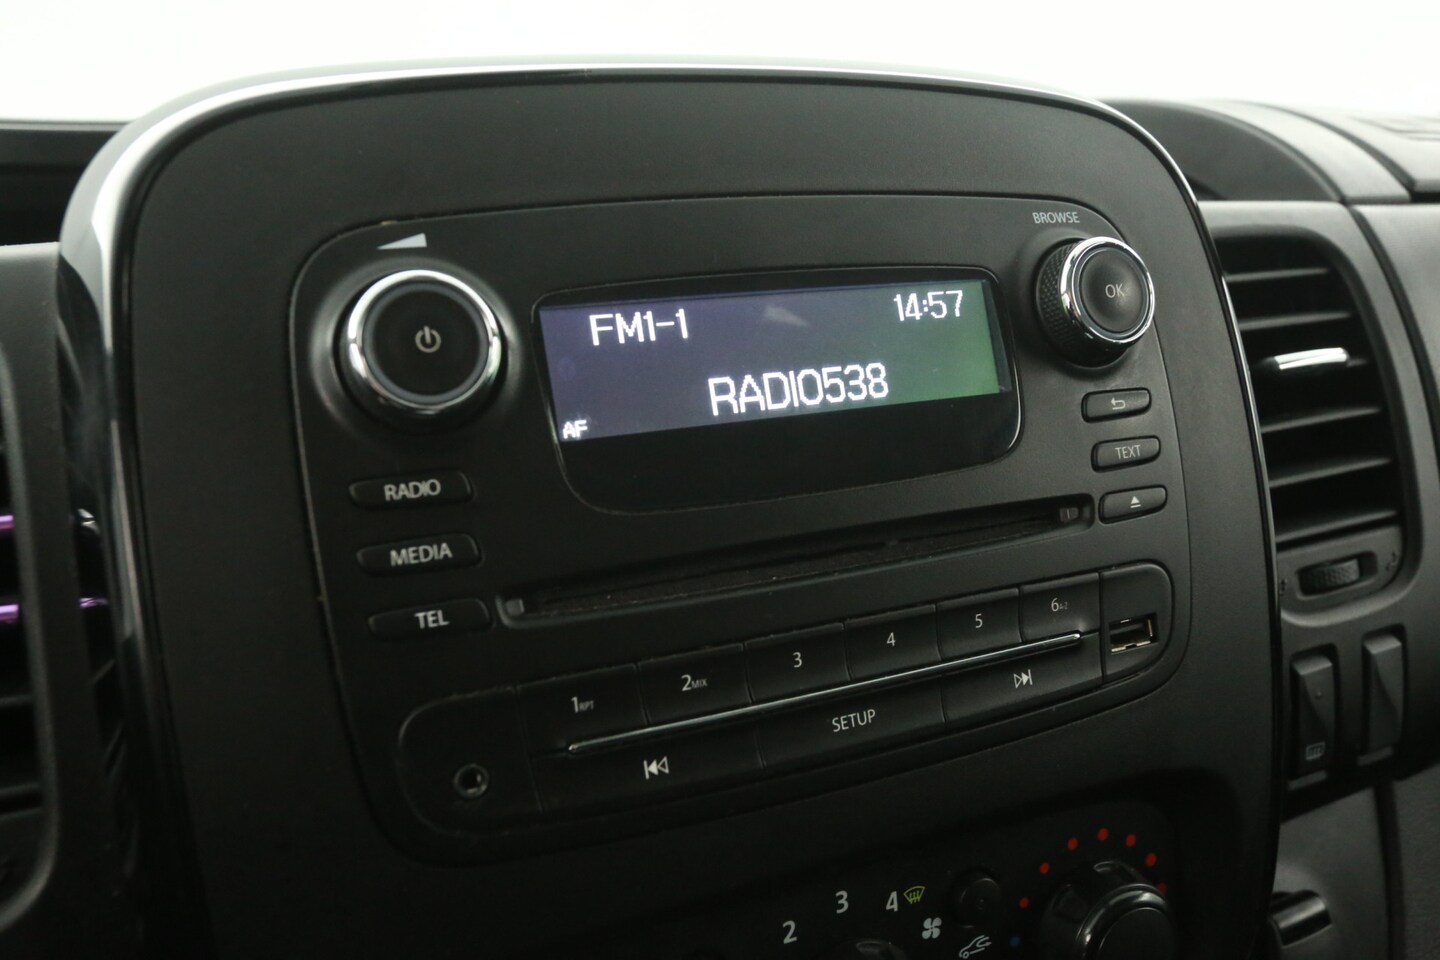 BROWSE
OK
FM1-1 14:57
RADIO538
AF
RADIO
MEDIA
TEL
TEXT
1RPT 2MIX 3 4 5 6A-Z
SETUP
2 3 4